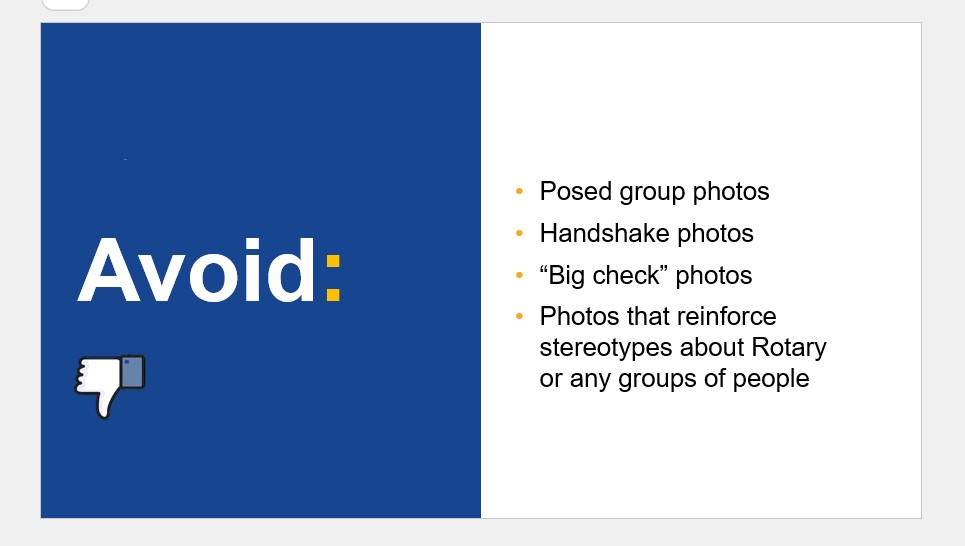 Avoid:
• Posed group photos
• Handshake photos
• “Big check” photos
• Photos that reinforce
stereotypes about Rotary
or any groups of people